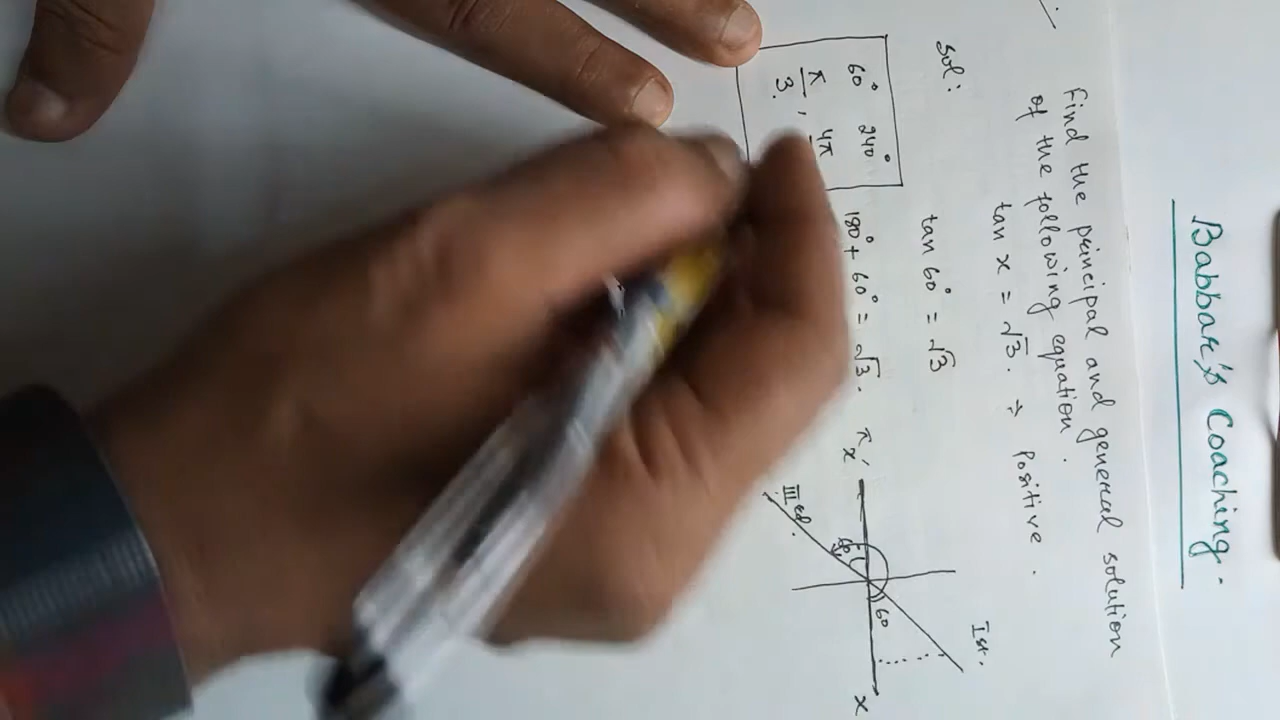 Babbar's Coaching.
Find the principal and general solution
of the following equation.
tan x = √3. ⇒ Positive.
Sol:
tan 60° = √3
60° 240°
π/3, 4π
180° + 60° = √3.
π
x'
60
x
Ist.
IIIrd.